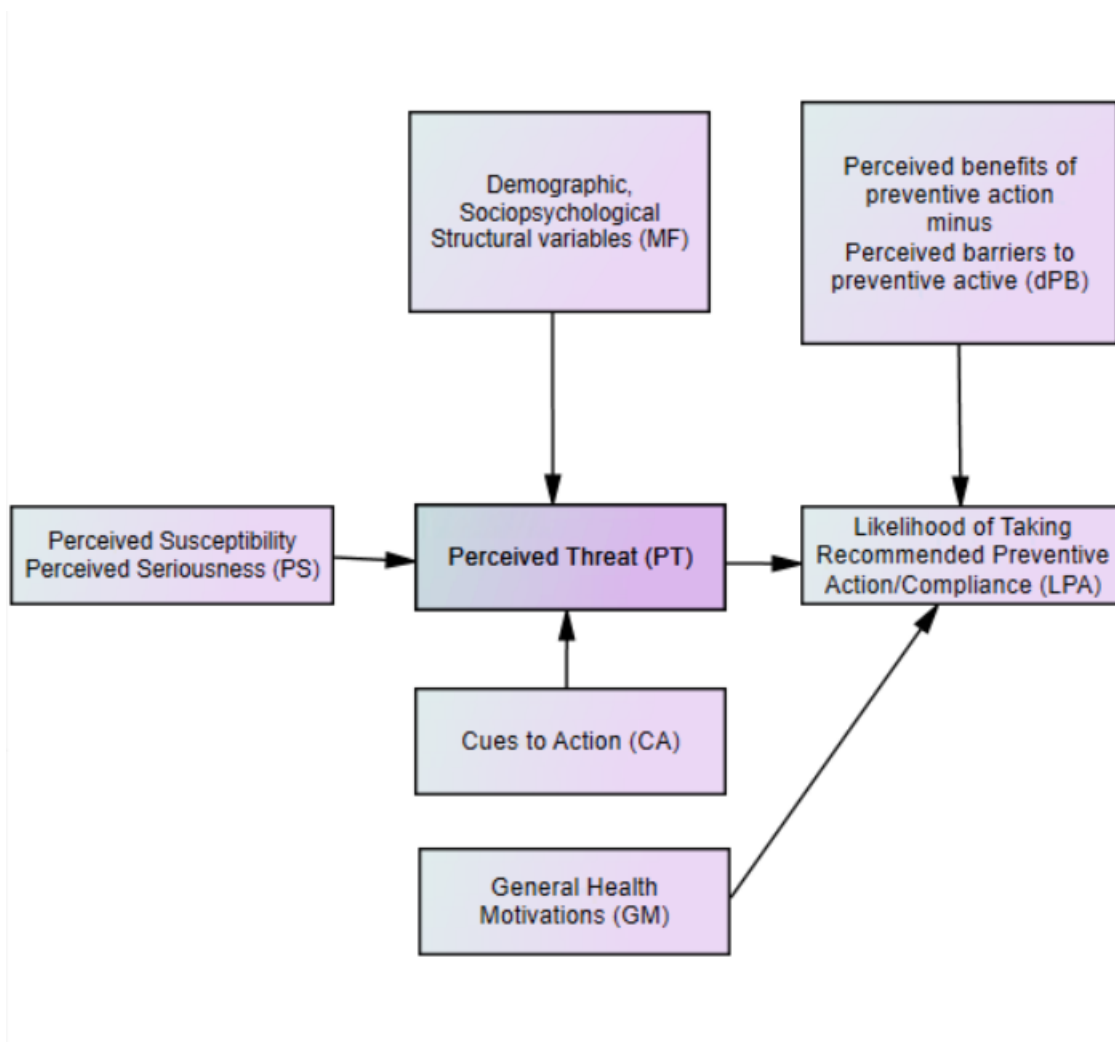 Demographic,
Sociopsychological
Structural variables (MF)
Perceived benefits of
preventive action
minus
Perceived barriers to
preventive active (dPB)
Perceived Susceptibility
Perceived Seriousness (PS)
Perceived Threat (PT)
Likelihood of Taking
Recommended Preventive
Action/Compliance (LPA)
Cues to Action (CA)
General Health
Motivations (GM)